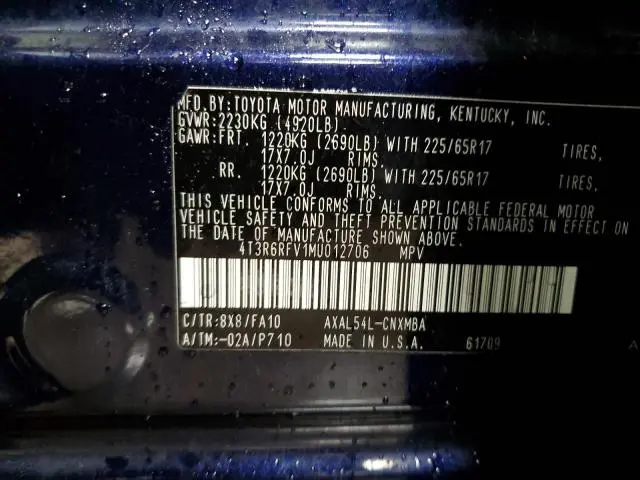 MFD.BY:TOYOTA MOTOR MANUFACTURING, KENTUCKY, INC.
GVWR:2230KG (4920LB)
GAWR:FRT. 1220KG (2690LB) WITH 225/65R17 TIRES,
17X7.0J RIMS.
RR. 1220KG (2690LB) WITH 225/65R17 TIRES,
17X7.0J RIMS.
THIS VEHICLE CONFORMS TO ALL APPLICABLE FEDERAL MOTOR
VEHICLE SAFETY AND THEFT PREVENTION STANDARDS IN EFFECT ON
THE DATE OF MANUFACTURE SHOWN ABOVE.
4T3R6RFV1MU012706 MPV
C/TR:8X8/FA10 AXAL54L-CNXMBA
A/TM:-02A/P710 MADE IN U.S.A. 61709
A